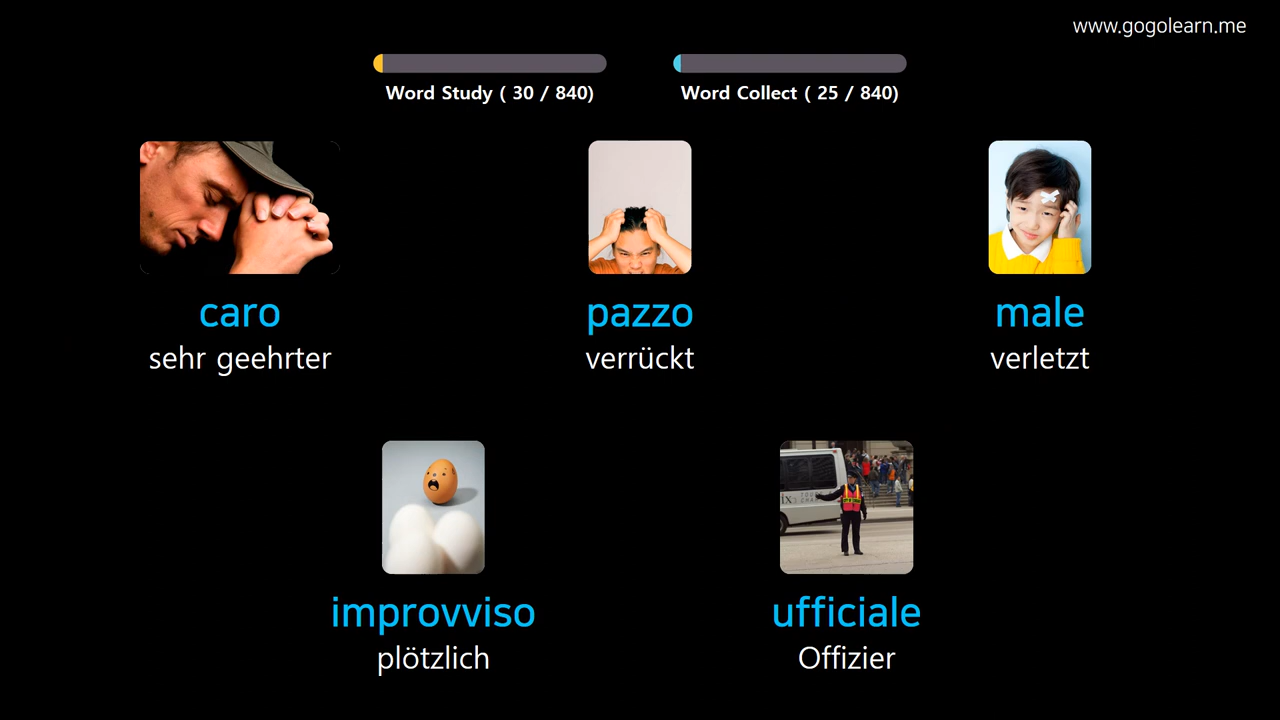 www.gogolearn.me
Word Study ( 30 / 840)
Word Collect ( 25 / 840)
caro
sehr geehrter
pazzo
verrückt
male
verletzt
improvviso
plötzlich
ufficiale
Offizier